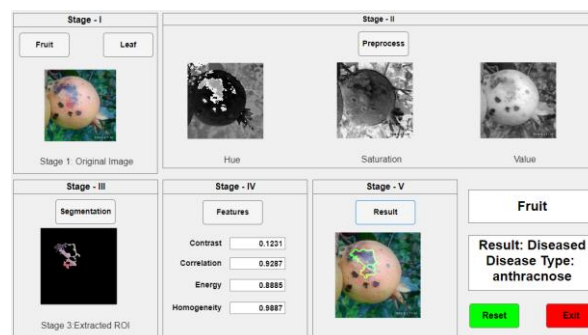 Stage - I
Fruit
Leaf
Stage 1: Original Image
Stage - II
Preprocess
Hue
Saturation
Value
Stage - III
Segmentation
Stage 3:Extracted ROI
Stage - IV
Features
Contrast 0.1231
Correlation 0.9287
Energy 0.8885
Homogeneity 0.9887
Stage - V
Result
Fruit
Result: Diseased
Disease Type:
anthracnose
Reset
Exit